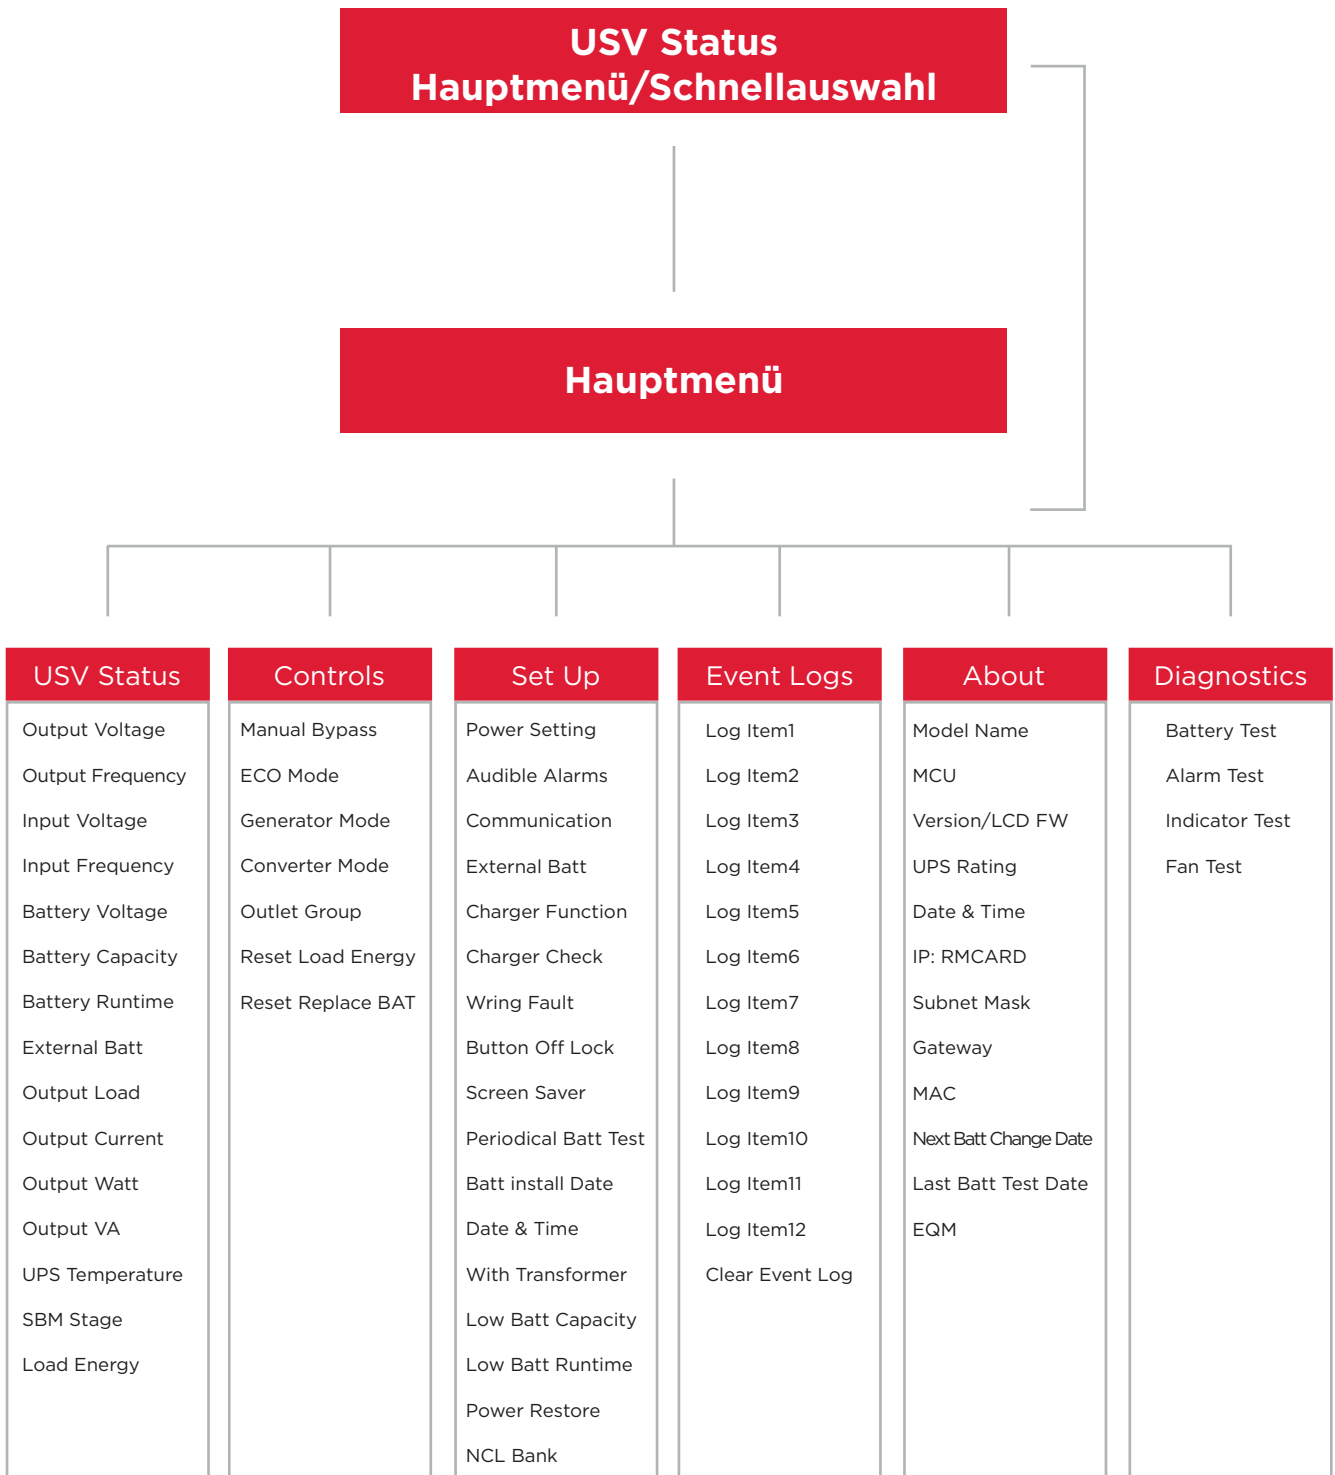 USV Status
Hauptmenü/Schnellauswahl
Hauptmenü
USV Status
Output Voltage
Output Frequency
Input Voltage
Input Frequency
Battery Voltage
Battery Capacity
Battery Runtime
External Batt
Output Load
Output Current
Output Watt
Output VA
UPS Temperature
SBM Stage
Load Energy
Controls
Manual Bypass
ECO Mode
Generator Mode
Converter Mode
Outlet Group
Reset Load Energy
Reset Replace BAT
Set Up
Power Setting
Audible Alarms
Communication
External Batt
Charger Function
Charger Check
Wring Fault
Button Off Lock
Screen Saver
Periodical Batt Test
Batt install Date
Date & Time
With Transformer
Low Batt Capacity
Low Batt Runtime
Power Restore
NCL Bank
Event Logs
Log Item1
Log Item2
Log Item3
Log Item4
Log Item5
Log Item6
Log Item7
Log Item8
Log Item9
Log Item10
Log Item11
Log Item12
Clear Event Log
About
Model Name
MCU
Version/LCD FW
UPS Rating
Date & Time
IP: RMCARD
Subnet Mask
Gateway
MAC
Next Batt Change Date
Last Batt Test Date
EQM
Diagnostics
Battery Test
Alarm Test
Indicator Test
Fan Test